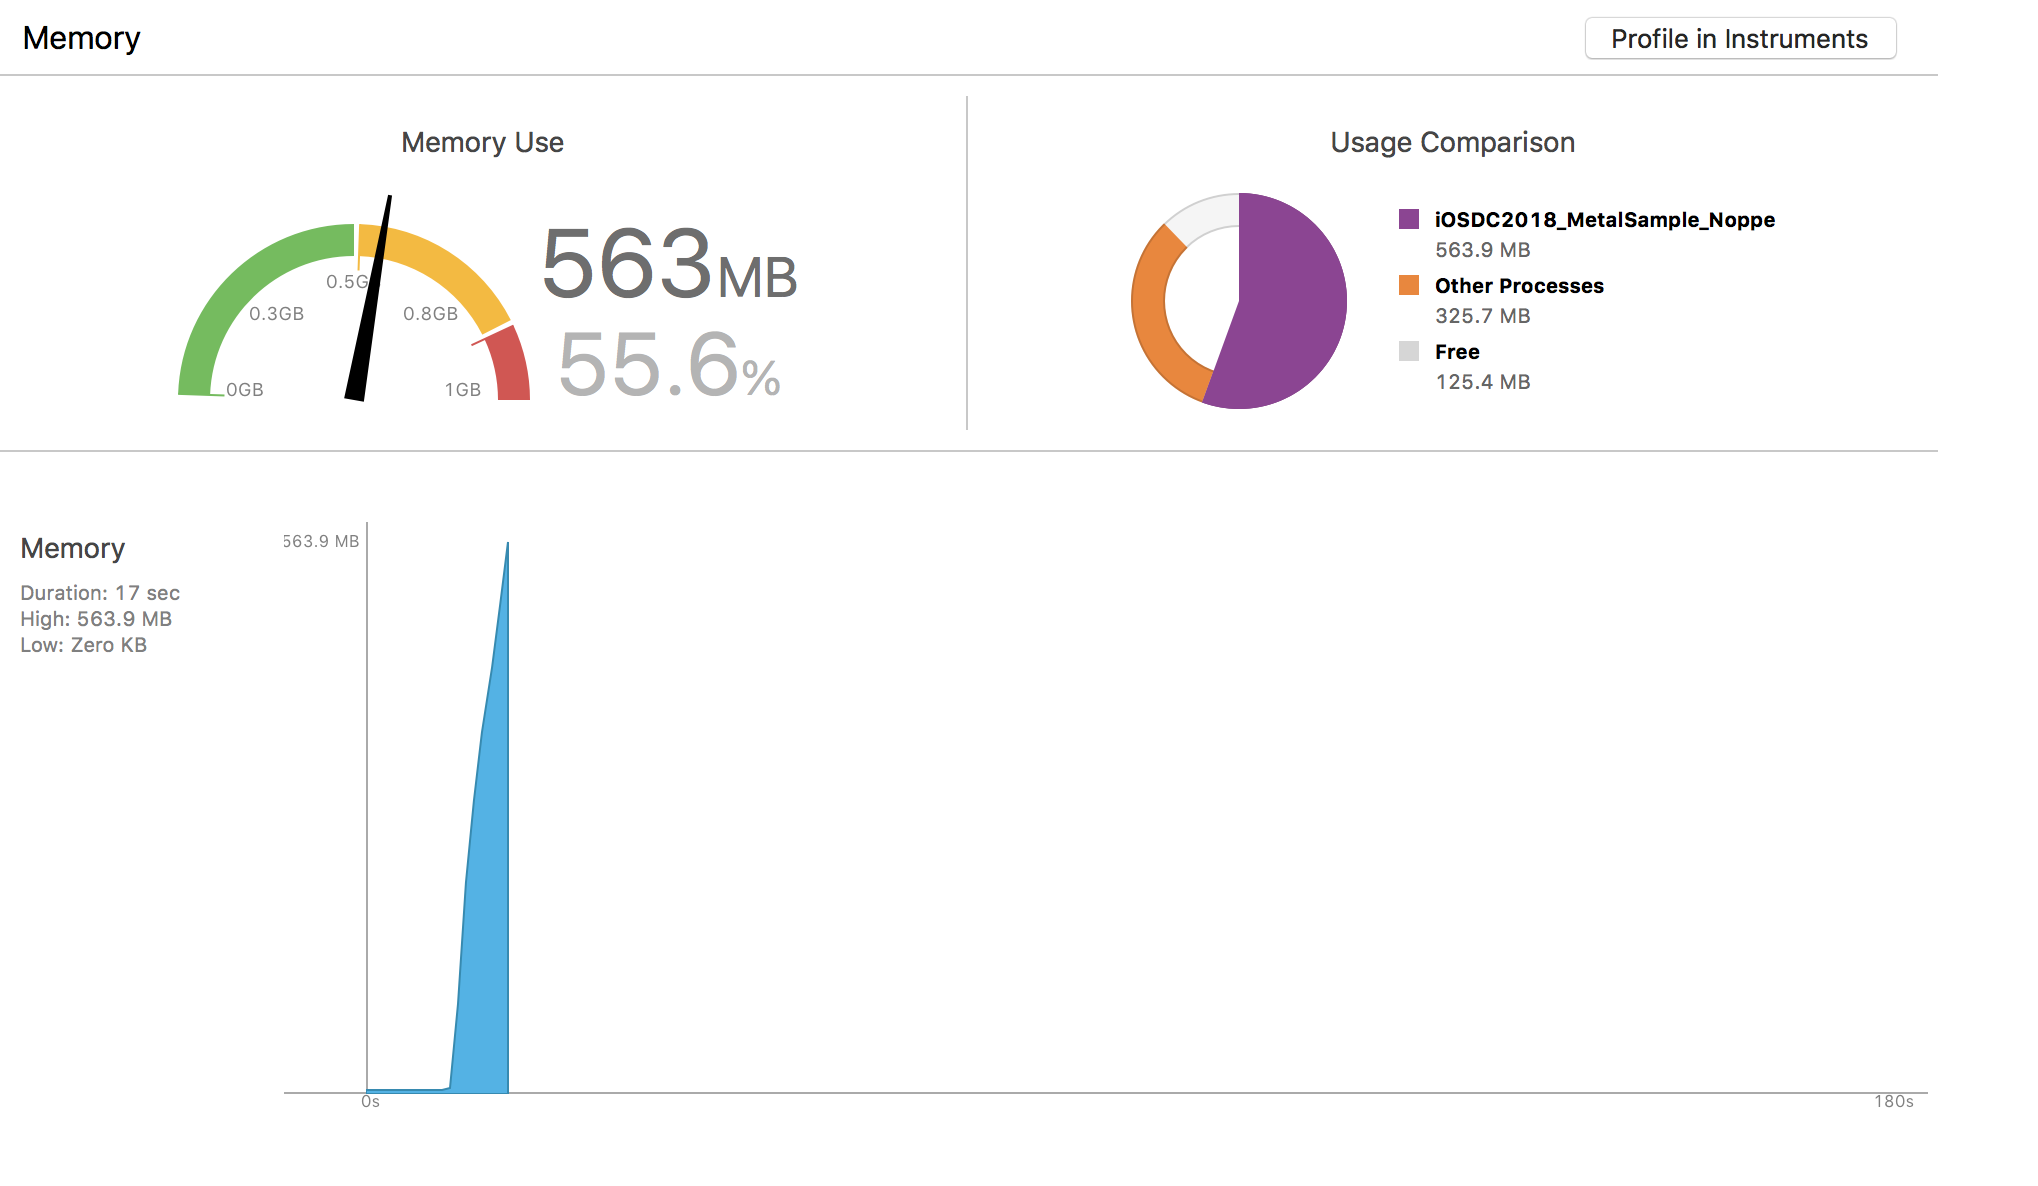 Memory
Profile in Instruments
Memory Use
Usage Comparison
563MB
55.6%
0GB
0.3GB
0.5G
0.8GB
1GB
iOSDC2018_MetalSample_Noppe
563.9 MB
Other Processes
325.7 MB
Free
125.4 MB
Memory
Duration: 17 sec
High: 563.9 MB
Low: Zero KB
563.9 MB
0s
180s